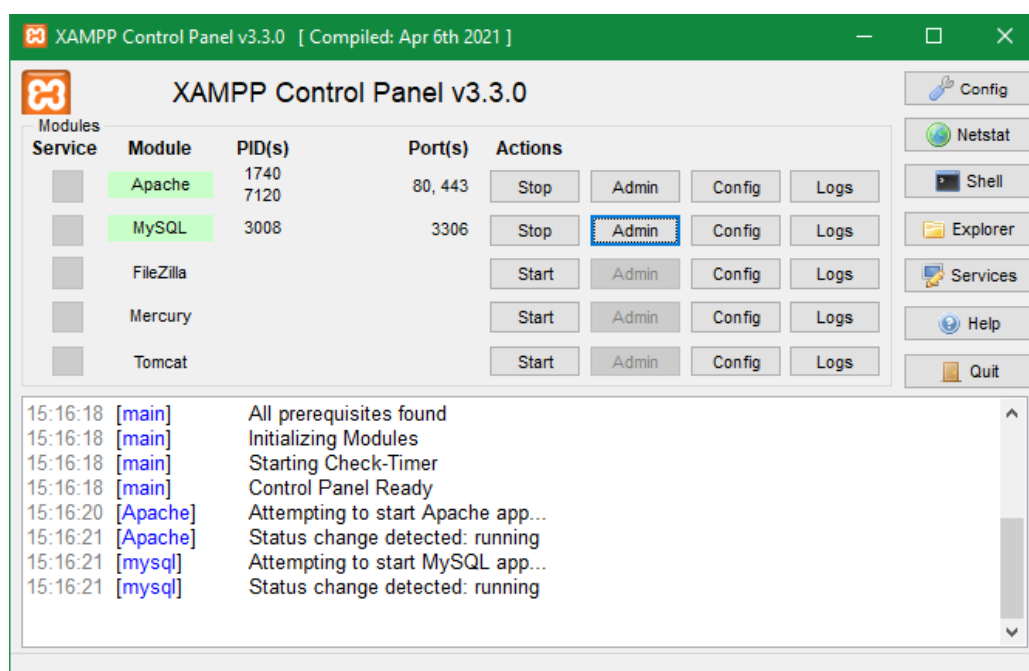 XAMPP Control Panel v3.3.0 [ Compiled: Apr 6th 2021 ]
XAMPP Control Panel v3.3.0
Config
Modules
Netstat
Service Module PID(s) Port(s) Actions
Apache 1740 7120 80, 443 Stop Admin Config Logs
Shell
MySQL 3008 3306 Stop Admin Config Logs
Explorer
FileZilla Start Admin Config Logs
Services
Mercury Start Admin Config Logs
Help
Tomcat Start Admin Config Logs
Quit
15:16:18 [main] All prerequisites found
15:16:18 [main] Initializing Modules
15:16:18 [main] Starting Check-Timer
15:16:18 [main] Control Panel Ready
15:16:20 [Apache] Attempting to start Apache app...
15:16:21 [Apache] Status change detected: running
15:16:21 [mysql] Attempting to start MySQL app...
15:16:21 [mysql] Status change detected: running